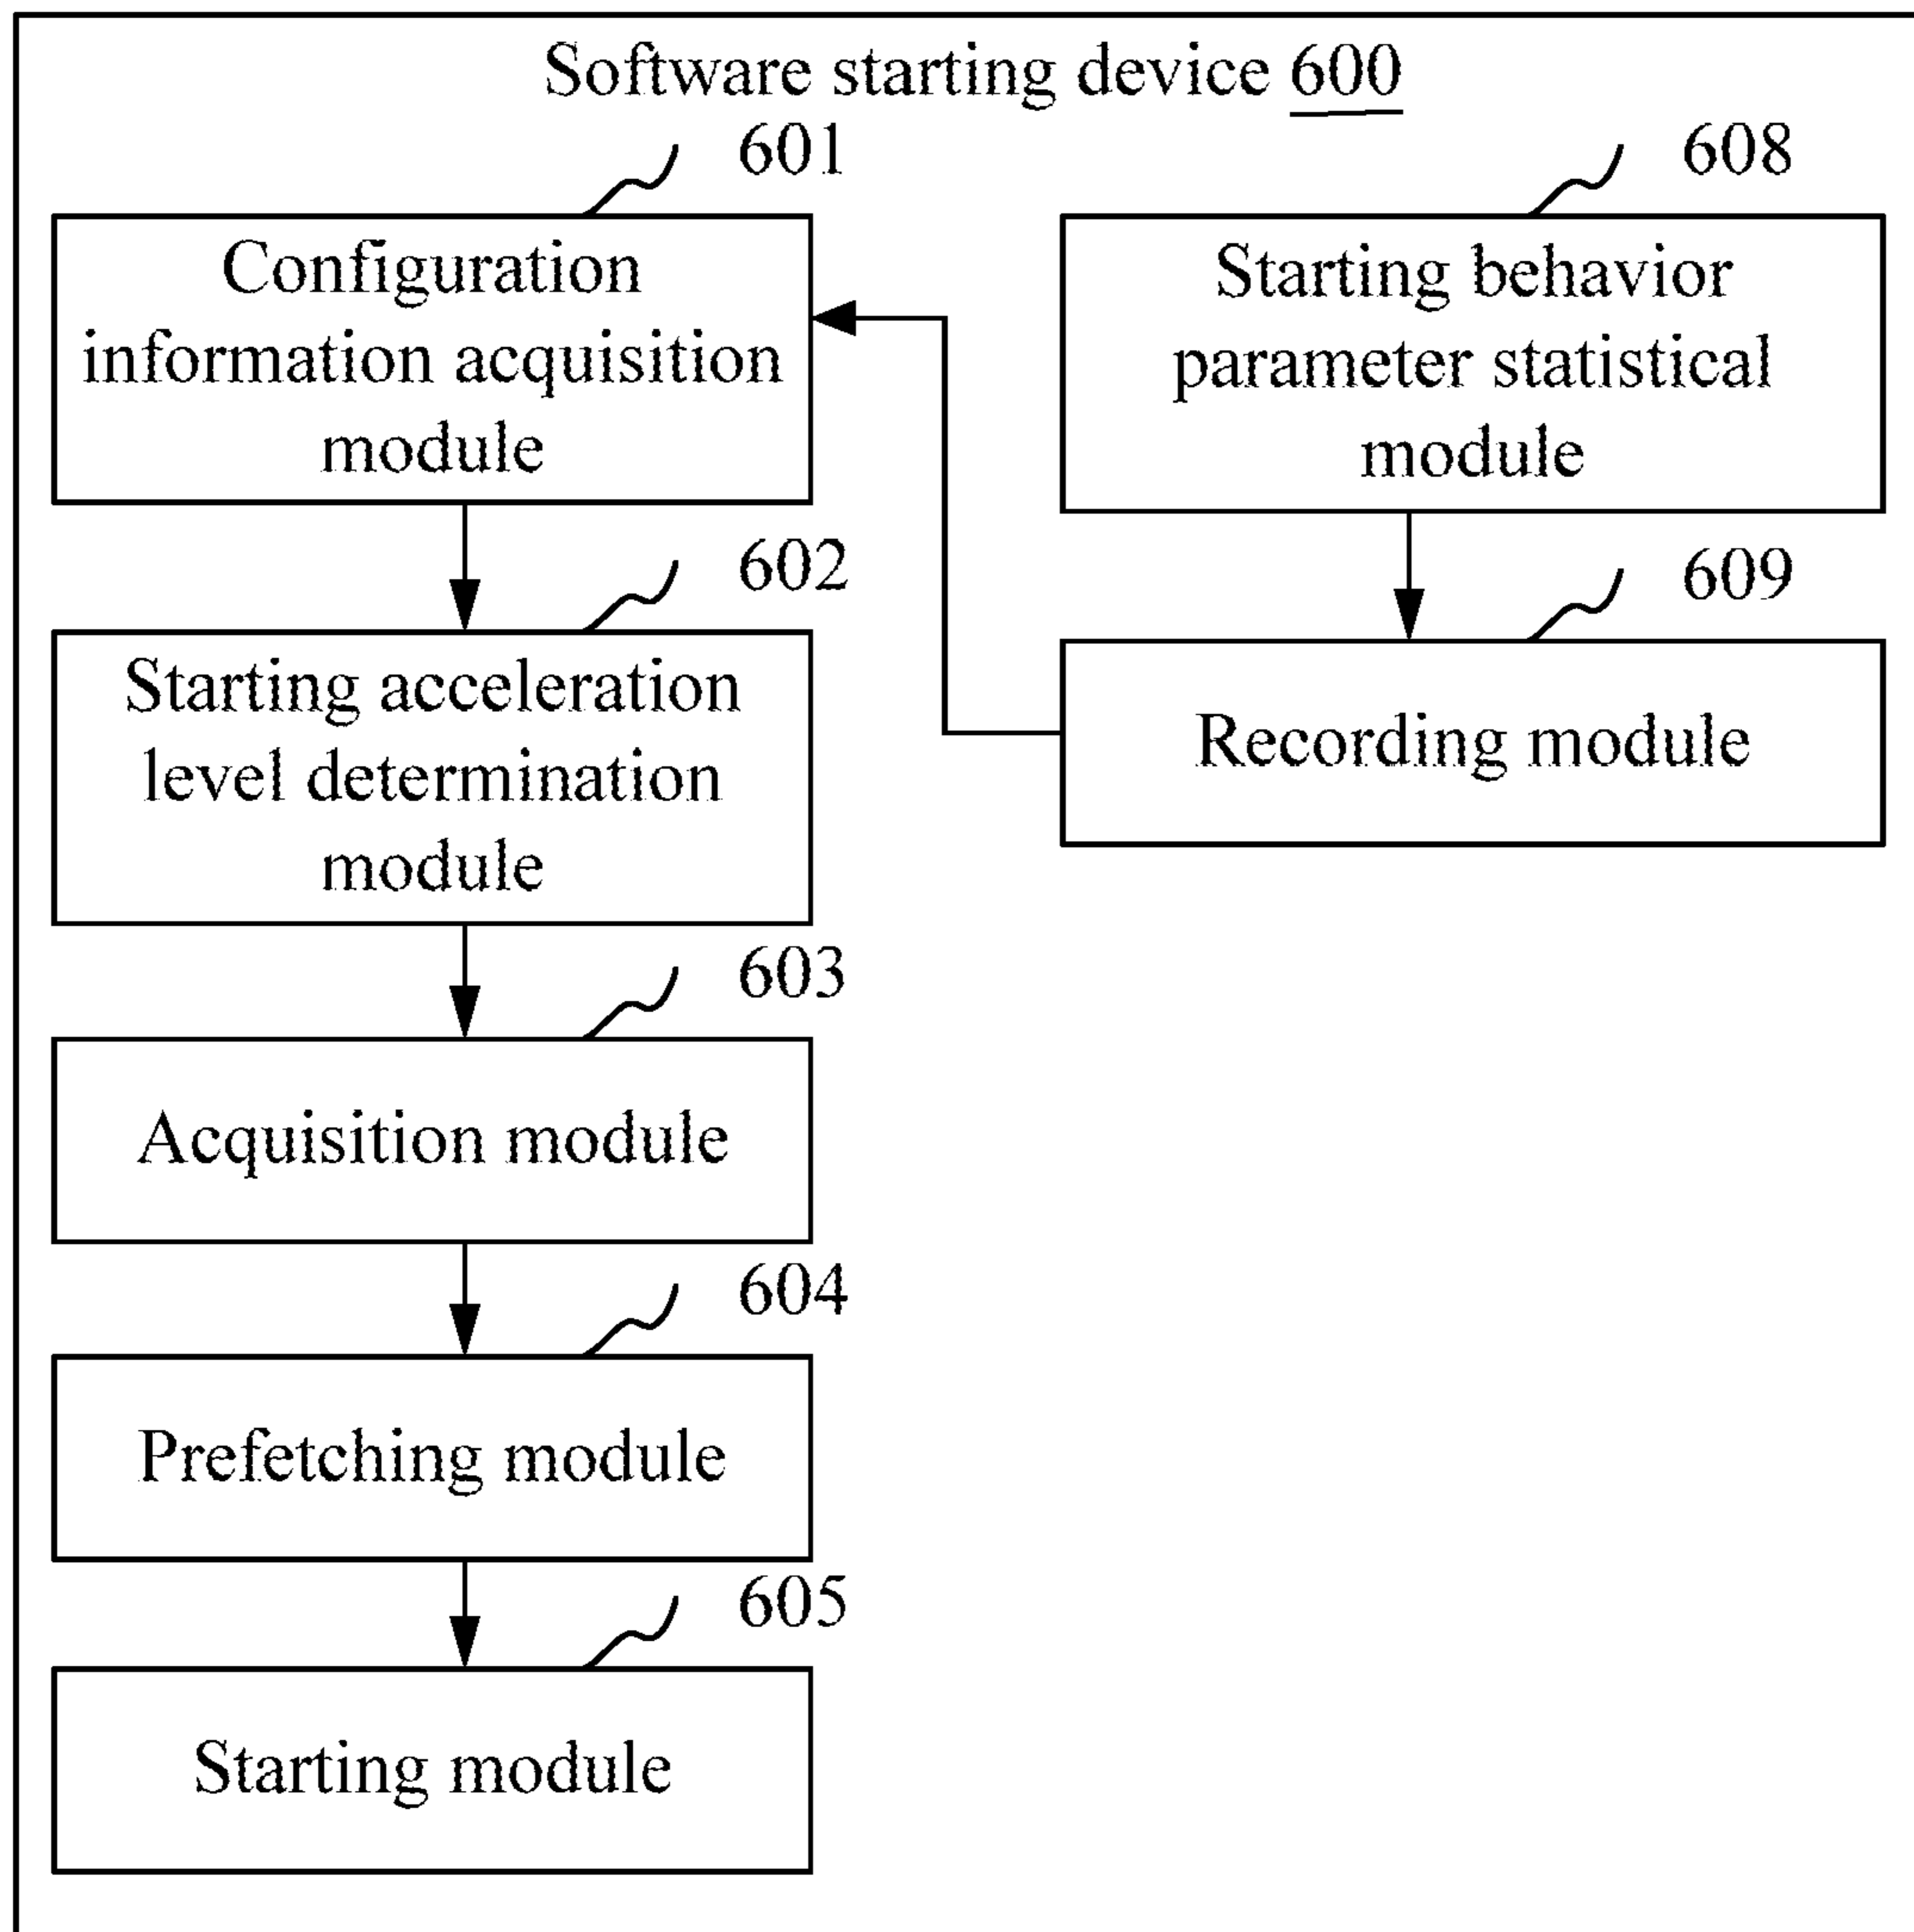 Software starting device 600
601
Configuration
information acquisition
module
608
Starting behavior
parameter statistical
module
602
Starting acceleration
level determination
module
609
Recording module
603
Acquisition module
604
Prefetching module
605
Starting module